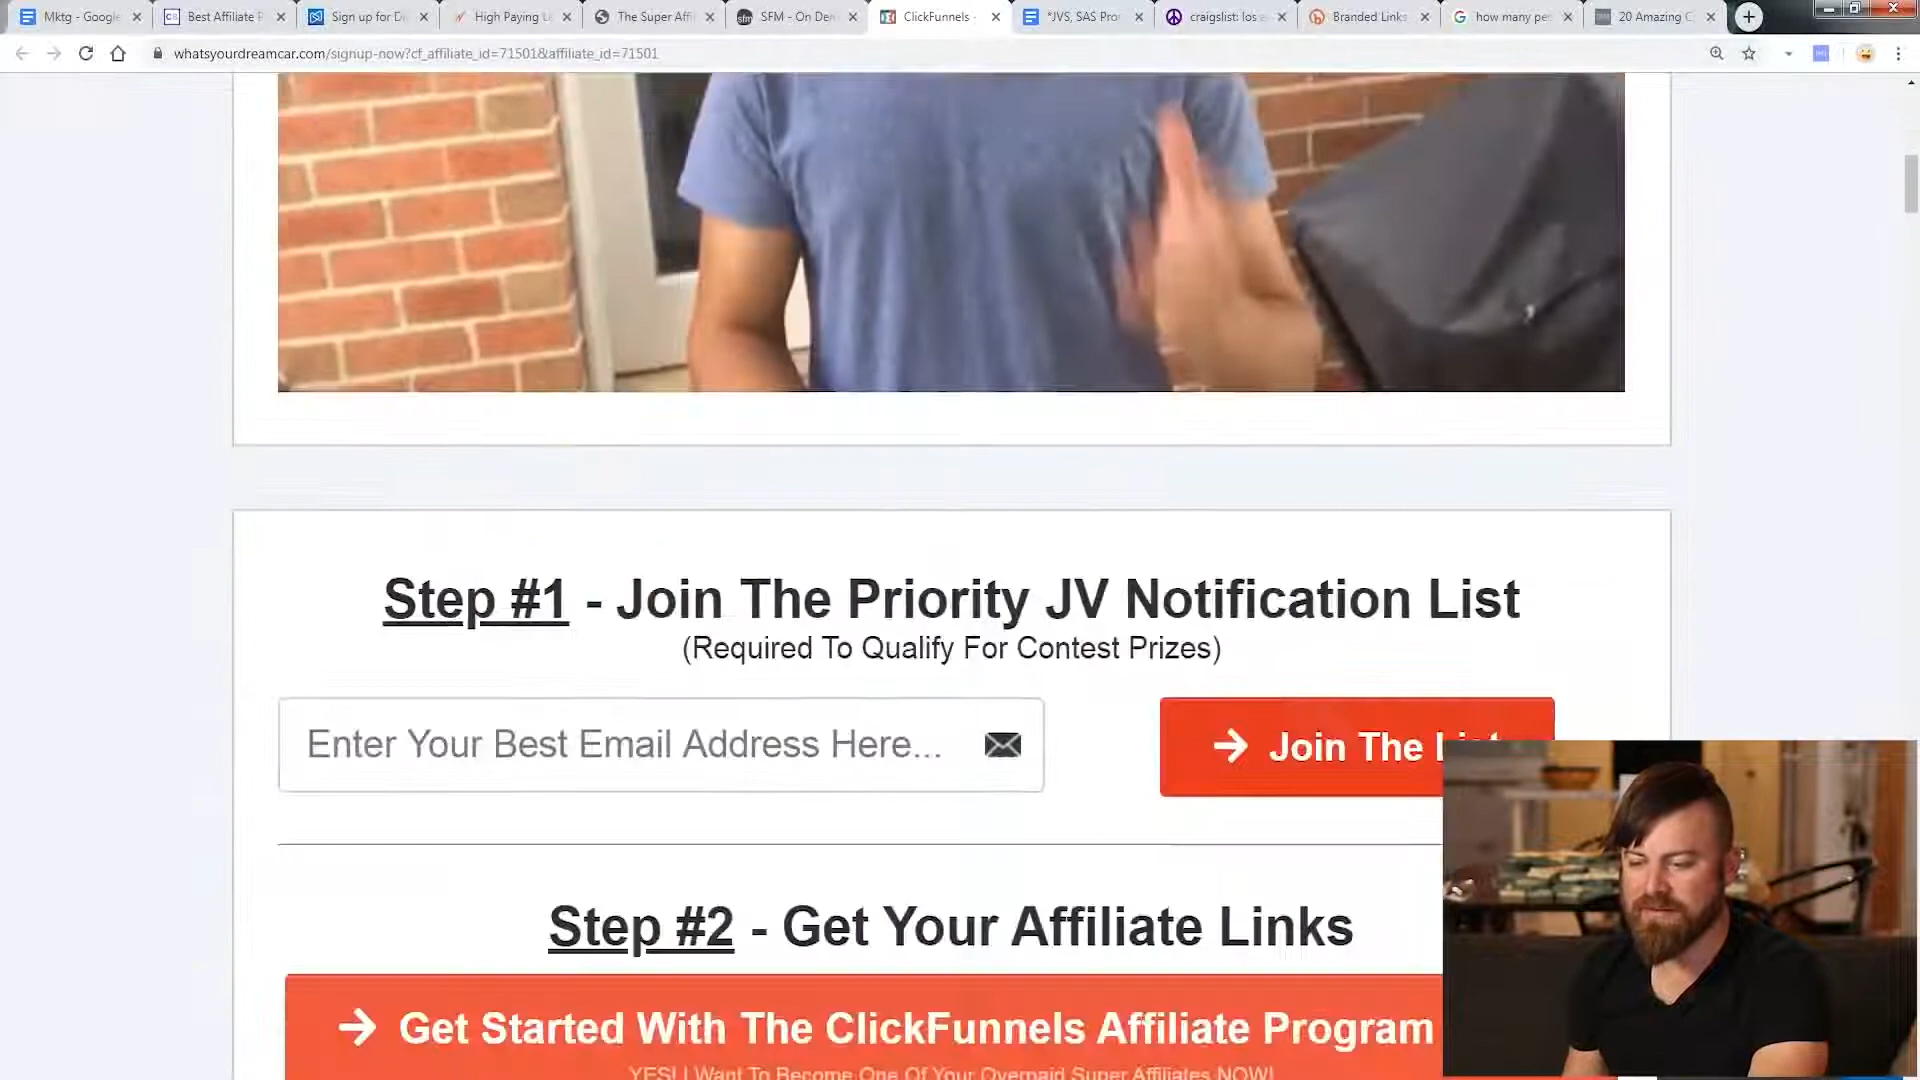 Mktg - Google
Best Affiliate P
Sign up for D
High Paying
The Super Affi
SFM - On Den
ClickFunnels -
*JVS, SAS Pro
craigslist: los
Branded Links
how many pe
20 Amazing C
whatsyourdreamcar.com/signup-now?cf_affiliate_id=71501&affiliate_id=71501
Step #1 - Join The Priority JV Notification List
(Required To Qualify For Contest Prizes)
Enter Your Best Email Address Here...
Join The
Step #2 - Get Your Affiliate Links
Get Started With The ClickFunnels Affiliate Program
YES! I Want To Become One Of Your Overpaid Super Affiliates NOW!